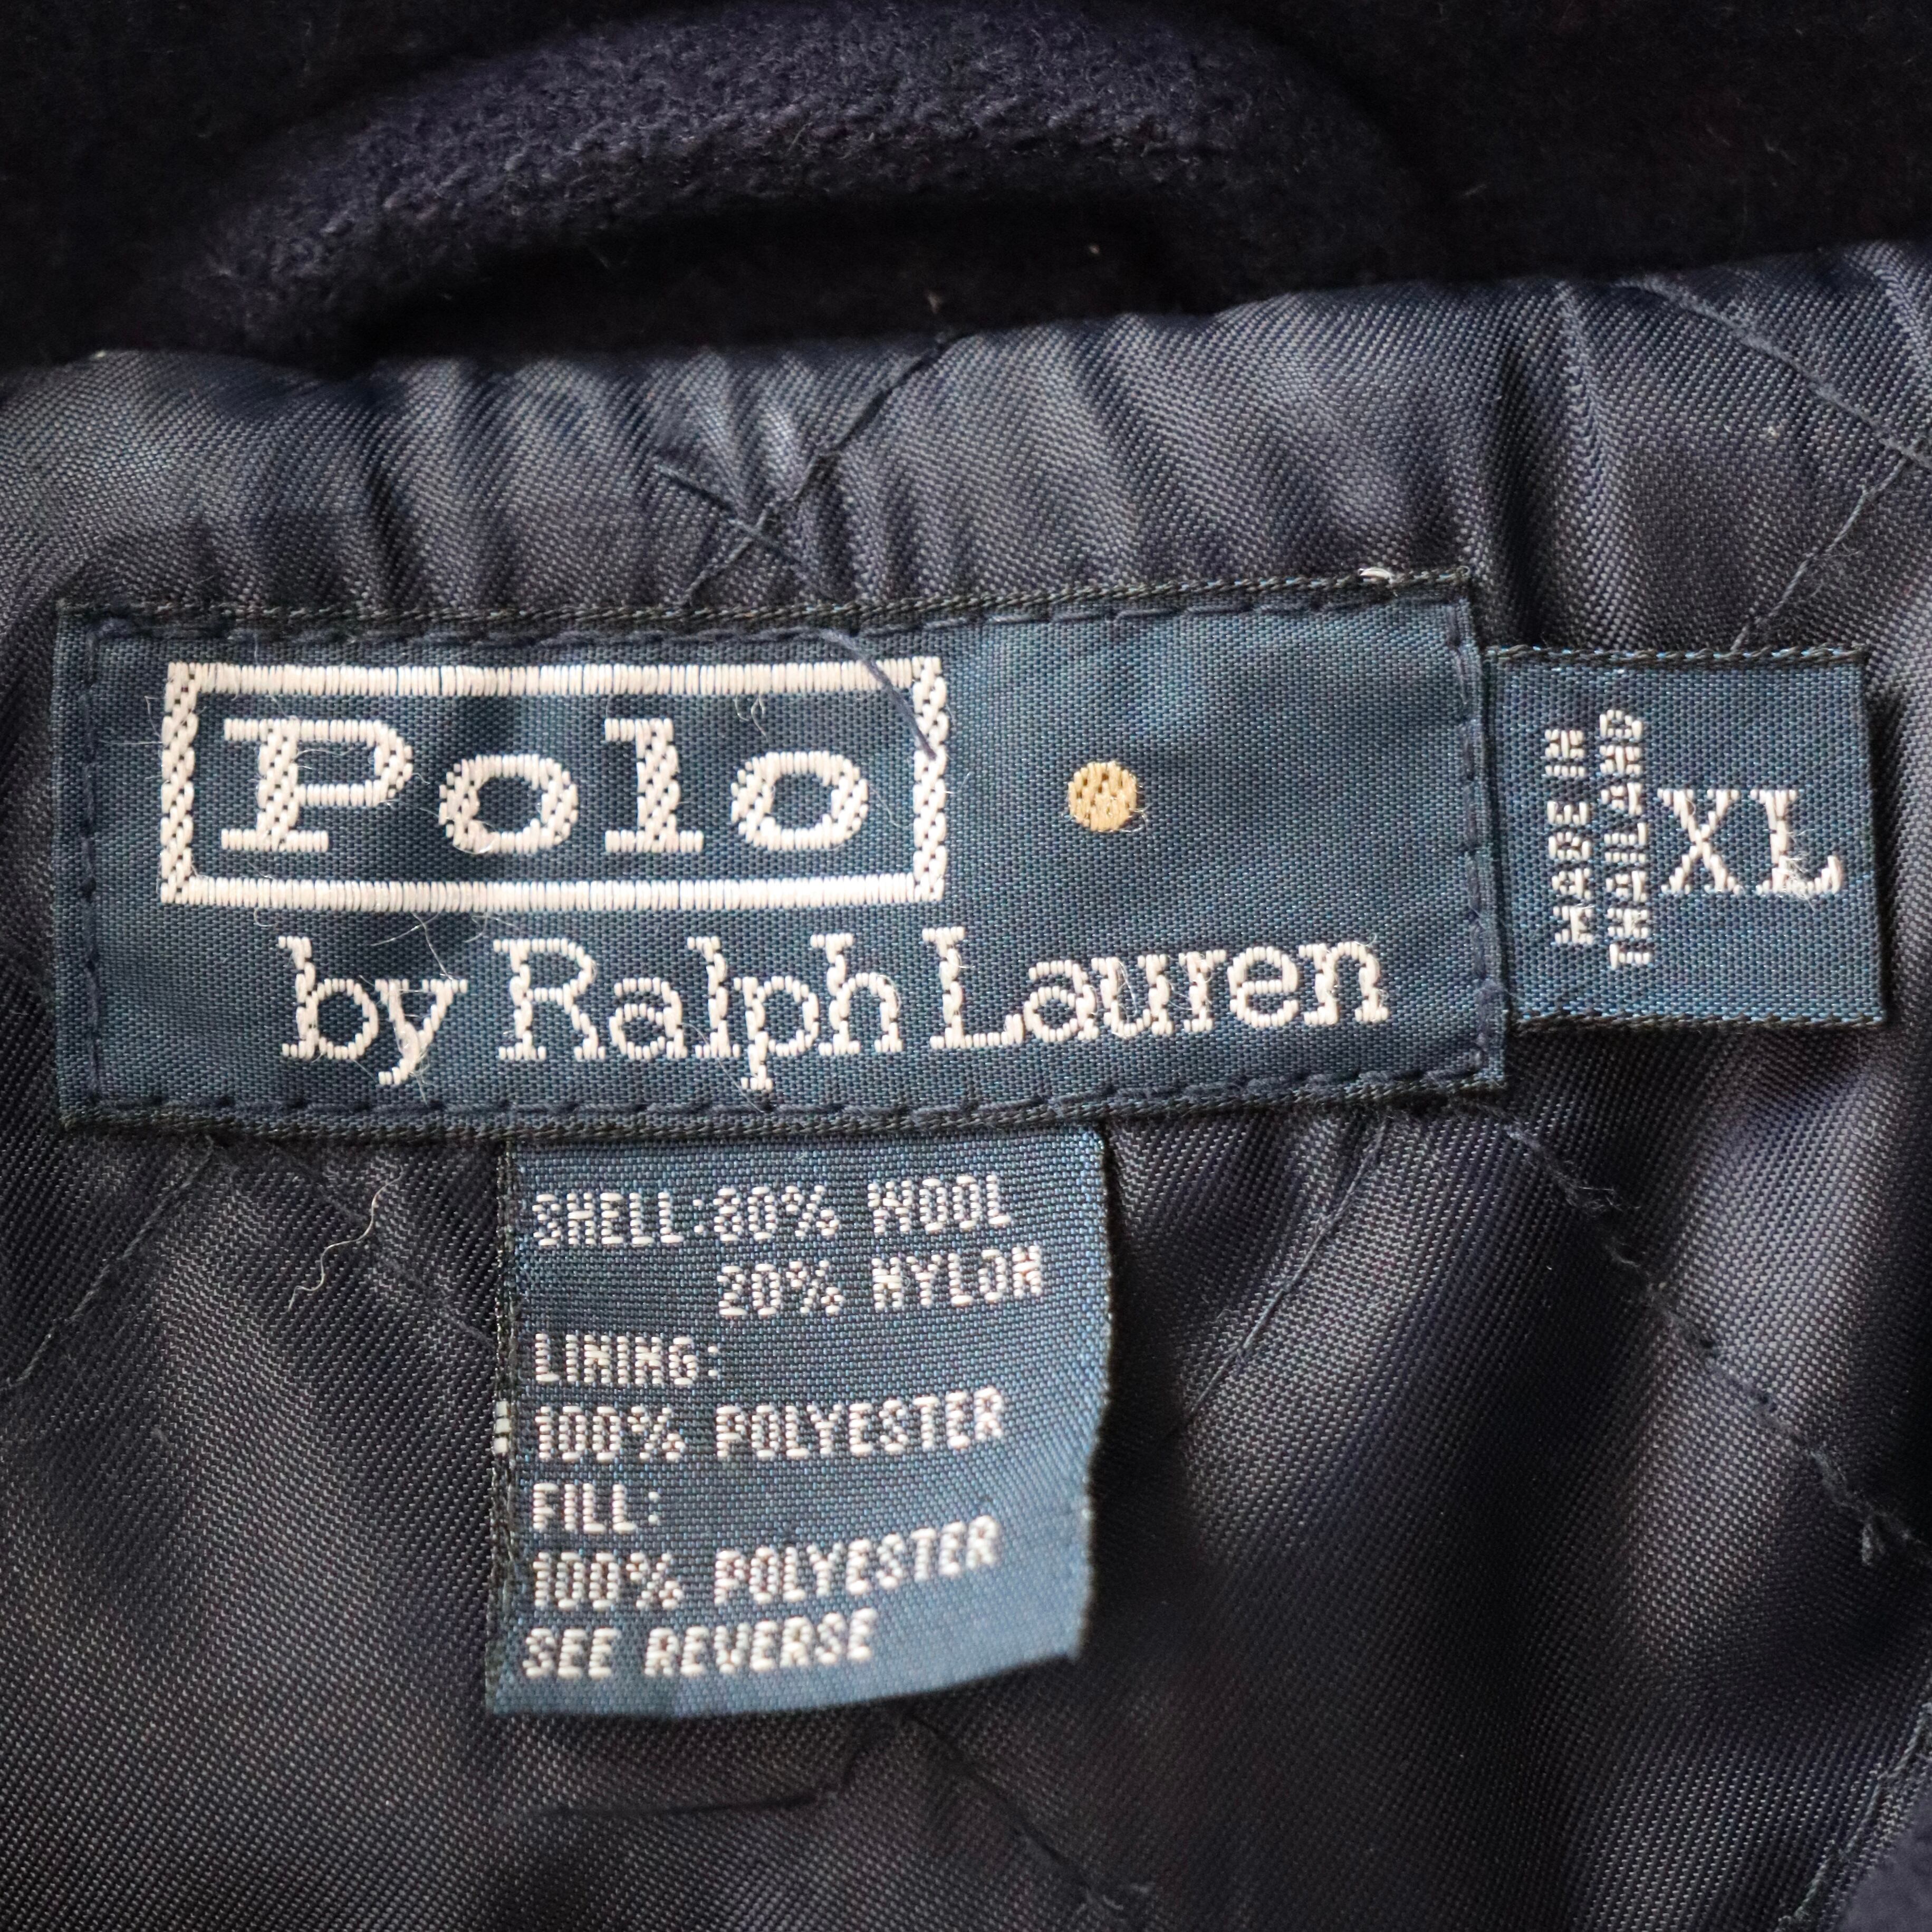 Polo
by Ralph Lauren
MADE IN
THAILAND
XL
SHELL:80% WOOL
20% NYLON
LINING:
100% POLYESTER
FILL:
100% POLYESTER
SEE REVERSE